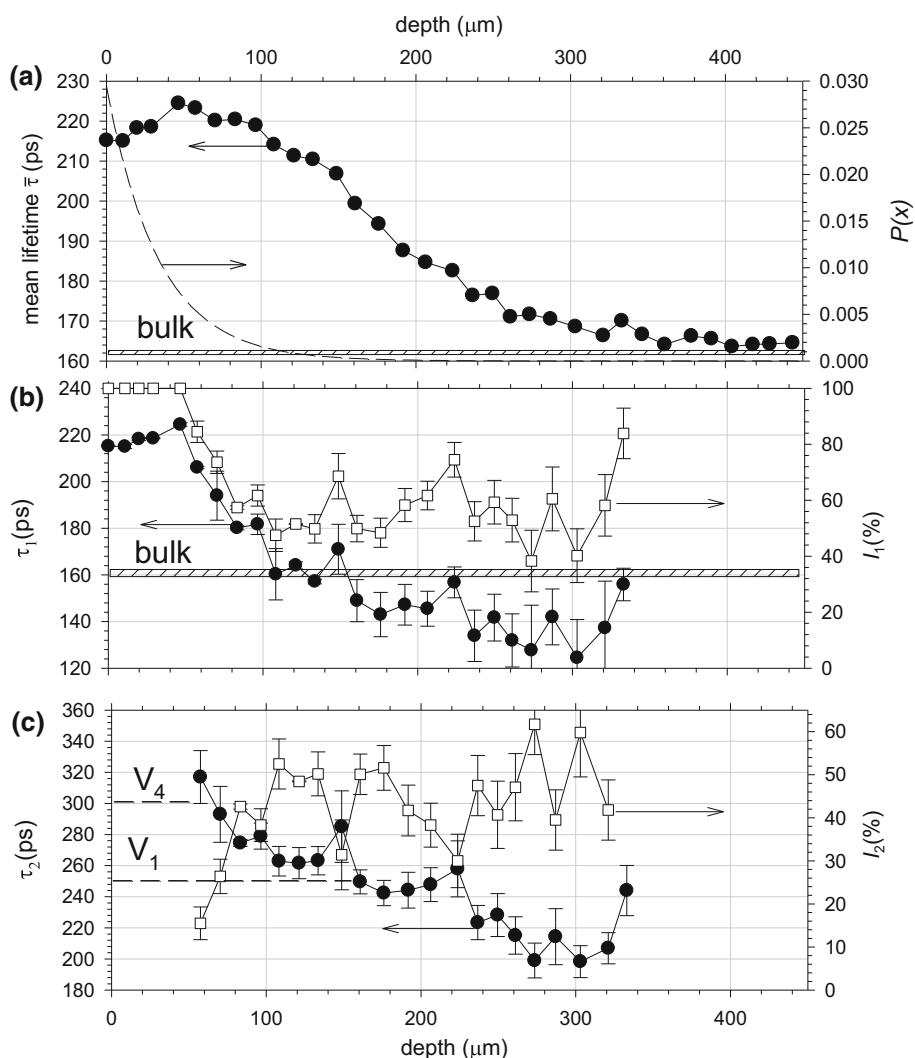 depth (μm)
0 100 200 300 400
(a)
230
220
210
200
190
180
170
160
mean lifetime τ̅ (ps)
bulk
0.030
0.025
0.020
0.015
0.010
0.005
0.000
P(x)
(b)
240
220
200
180
160
140
120
τ1(ps)
bulk
100
80
60
40
20
0
I1(%)
(c)
360
340
320
300
280
260
240
220
200
180
τ2(ps)
V4
V1
60
50
40
30
20
10
0
I2(%)
0 100 200 300 400
depth (μm)